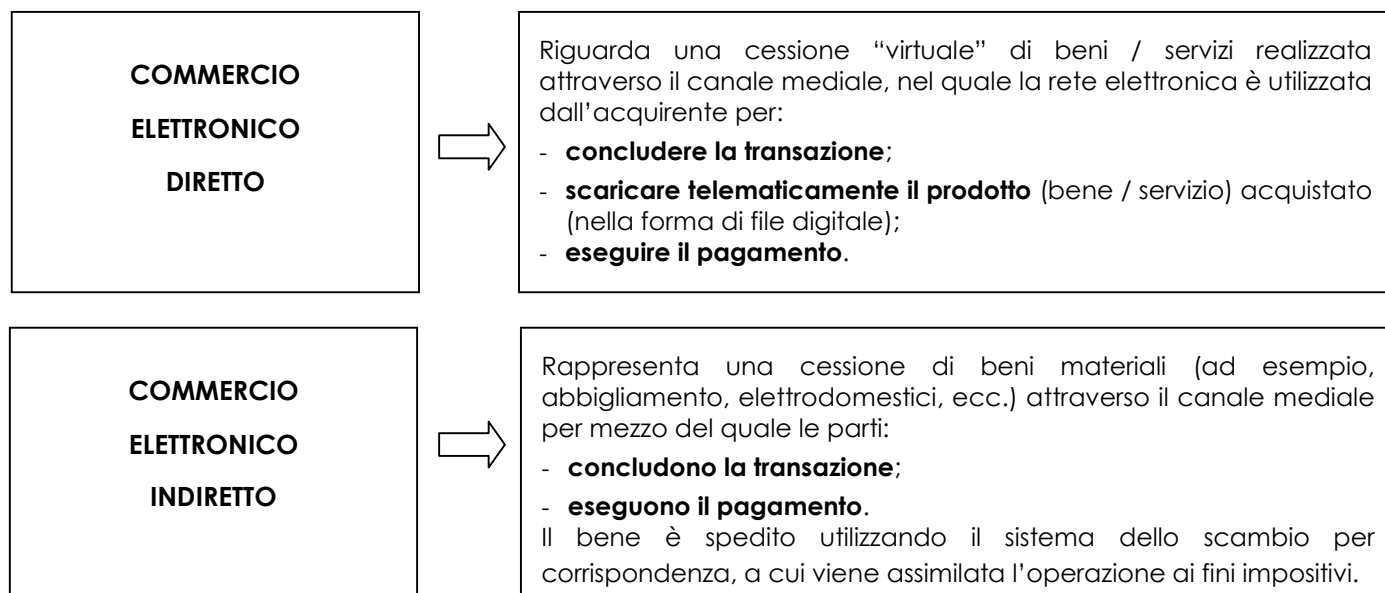 COMMERCIO
ELETTRONICO
DIRETTO
Riguarda una cessione “virtuale” di beni / servizi realizzata
attraverso il canale mediale, nel quale la rete elettronica è utilizzata
dall’acquirente per:
- concludere la transazione;
- scaricare telematicamente il prodotto (bene / servizio) acquistato
(nella forma di file digitale);
- eseguire il pagamento.
COMMERCIO
ELETTRONICO
INDIRETTO
Rappresenta una cessione di beni materiali (ad esempio,
abbigliamento, elettrodomestici, ecc.) attraverso il canale mediale
per mezzo del quale le parti:
- concludono la transazione;
- eseguono il pagamento.
Il bene è spedito utilizzando il sistema dello scambio per
corrispondenza, a cui viene assimilata l’operazione ai fini impositivi.